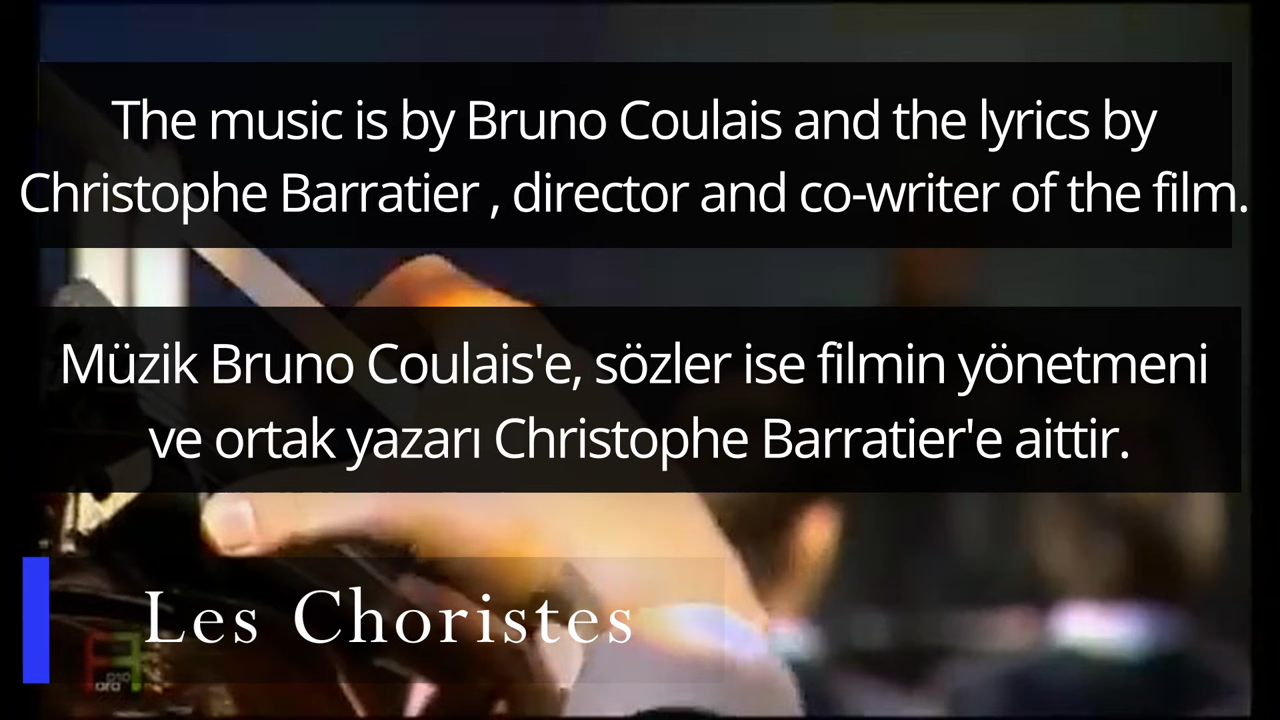 The music is by Bruno Coulais and the lyrics by
Christophe Barratier , director and co-writer of the film.
Müzik Bruno Coulais'e, sözler ise filmin yönetmeni
ve ortak yazarı Christophe Barratier'e aittir.
Les Choristes